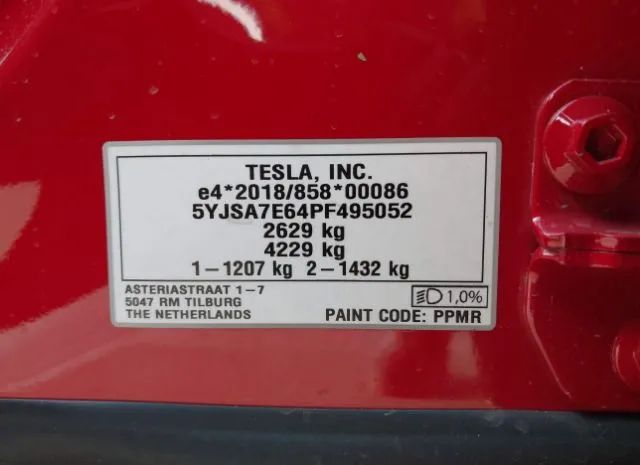 TESLA, INC.
e4*2018/858*00086
5YJSA7E64PF495052
2629 kg
4229 kg
1-1207 kg 2-1432 kg
ASTERIASTRAAT 1-7
5047 RM TILBURG
THE NETHERLANDS
1,0%
PAINT CODE: PPMR